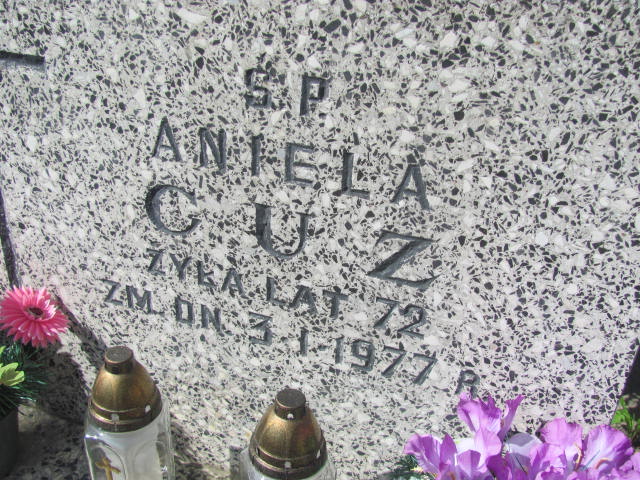 Ś P
ANIELA
CUZ
ŻYŁA LAT 72
ZM. DN. 3 I 1977 R